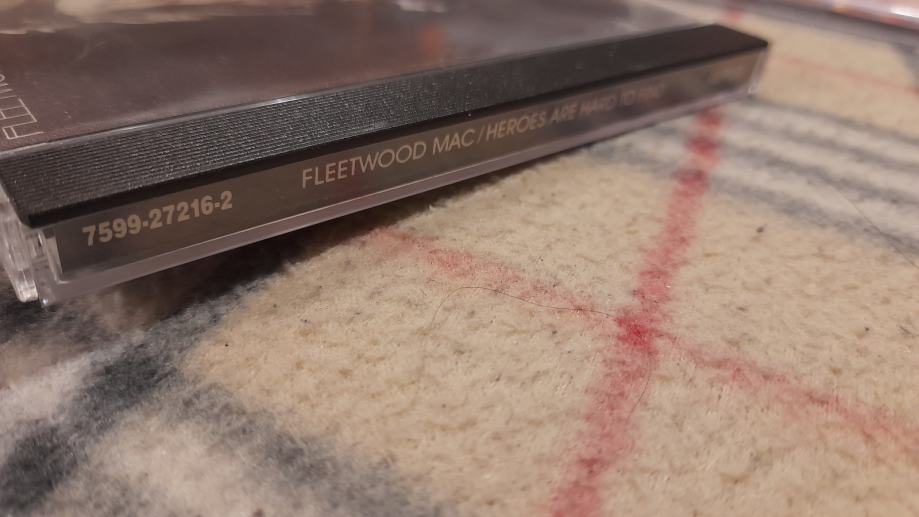 7599-27216-2 FLEETWOOD MAC/HEROES ARE HARD TO FIND